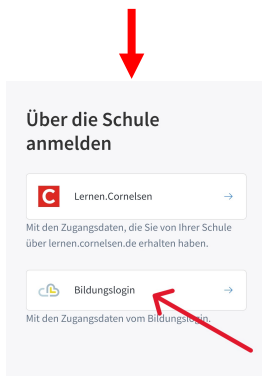 Über die Schule
anmelden
C Lernen.Cornelsen
Mit den Zugangsdaten, die Sie von Ihrer Schule
über lernen.cornelsen.de erhalten haben.
Bildungslogin
Mit den Zugangsdaten vom Bildungslogin.